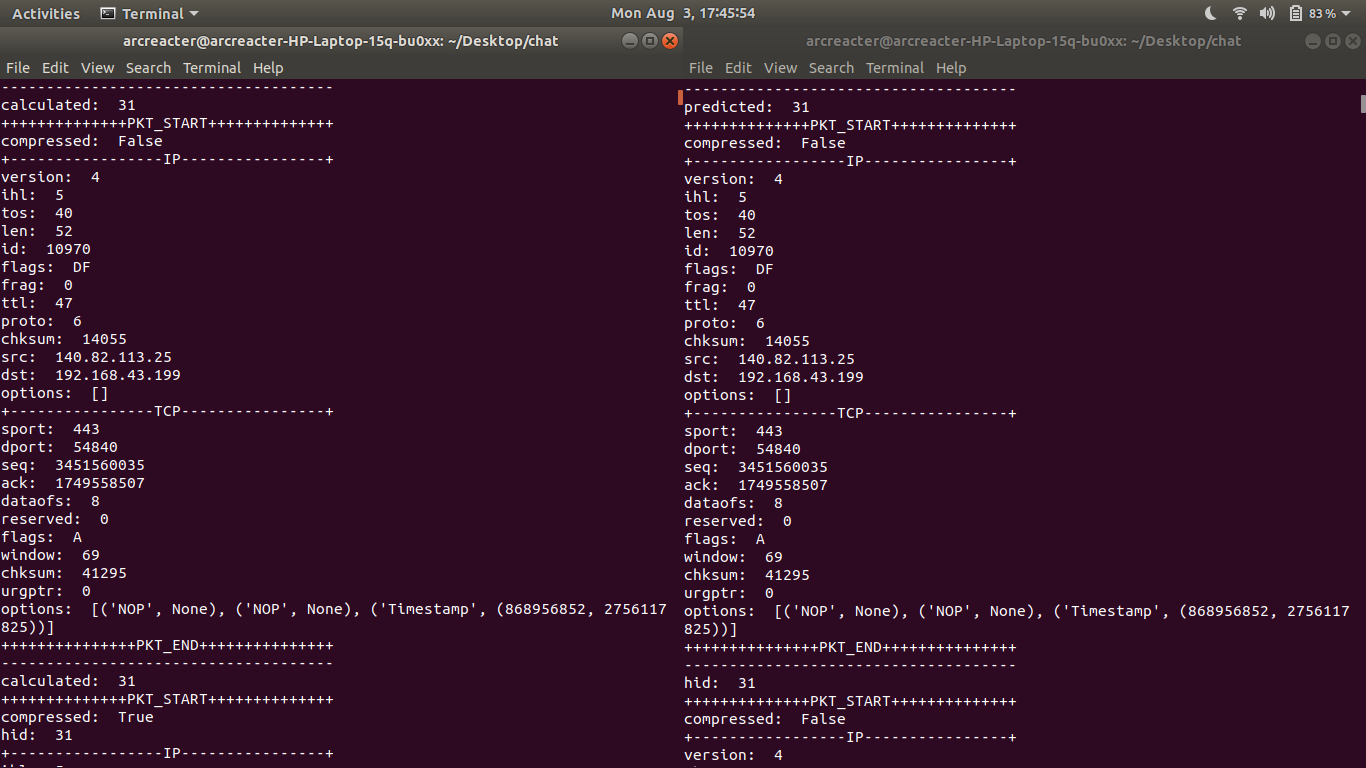 Activities Terminal Mon Aug 3, 17:45:54 83%
arcreacter@arcreacter-HP-Laptop-15q-bu0xx: ~/Desktop/chat
File Edit View Search Terminal Help
-------------------------------------
calculated:  31
++++++++++++++PKT_START++++++++++++++
compressed:  False
+-----------------IP----------------+
version:  4
ihl:  5
tos:  40
len:  52
id:  10970
flags:  DF
frag:  0
ttl:  47
proto:  6
chksum:  14055
src:  140.82.113.25
dst:  192.168.43.199
options:  []
+----------------TCP----------------+
sport:  443
dport:  54840
seq:  3451560035
ack:  1749558507
dataofs:  8
reserved:  0
flags:  A
window:  69
chksum:  41295
urgptr:  0
options:  [('NOP', None), ('NOP', None), ('Timestamp', (868956852, 2756117
825))]
+++++++++++++++PKT_END+++++++++++++++
-------------------------------------
calculated:  31
++++++++++++++PKT_START++++++++++++++
compressed:  True
hid:  31
+-----------------IP----------------+
arcreacter@arcreacter-HP-Laptop-15q-bu0xx: ~/Desktop/chat
File Edit View Search Terminal Help
-------------------------------------
predicted:  31
++++++++++++++PKT_START++++++++++++++
compressed:  False
+-----------------IP----------------+
version:  4
ihl:  5
tos:  40
len:  52
id:  10970
flags:  DF
frag:  0
ttl:  47
proto:  6
chksum:  14055
src:  140.82.113.25
dst:  192.168.43.199
options:  []
+----------------TCP----------------+
sport:  443
dport:  54840
seq:  3451560035
ack:  1749558507
dataofs:  8
reserved:  0
flags:  A
window:  69
chksum:  41295
urgptr:  0
options:  [('NOP', None), ('NOP', None), ('Timestamp', (868956852, 2756117
825))]
+++++++++++++++PKT_END+++++++++++++++
-------------------------------------
hid:  31
++++++++++++++PKT_START++++++++++++++
compressed:  False
+-----------------IP----------------+
version:  4